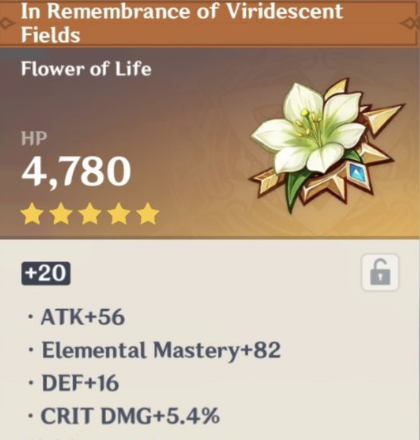 In Remembrance of Viridescent
Fields
Flower of Life
HP
4,780
+20
· ATK+56
· Elemental Mastery+82
· DEF+16
· CRIT DMG+5.4%